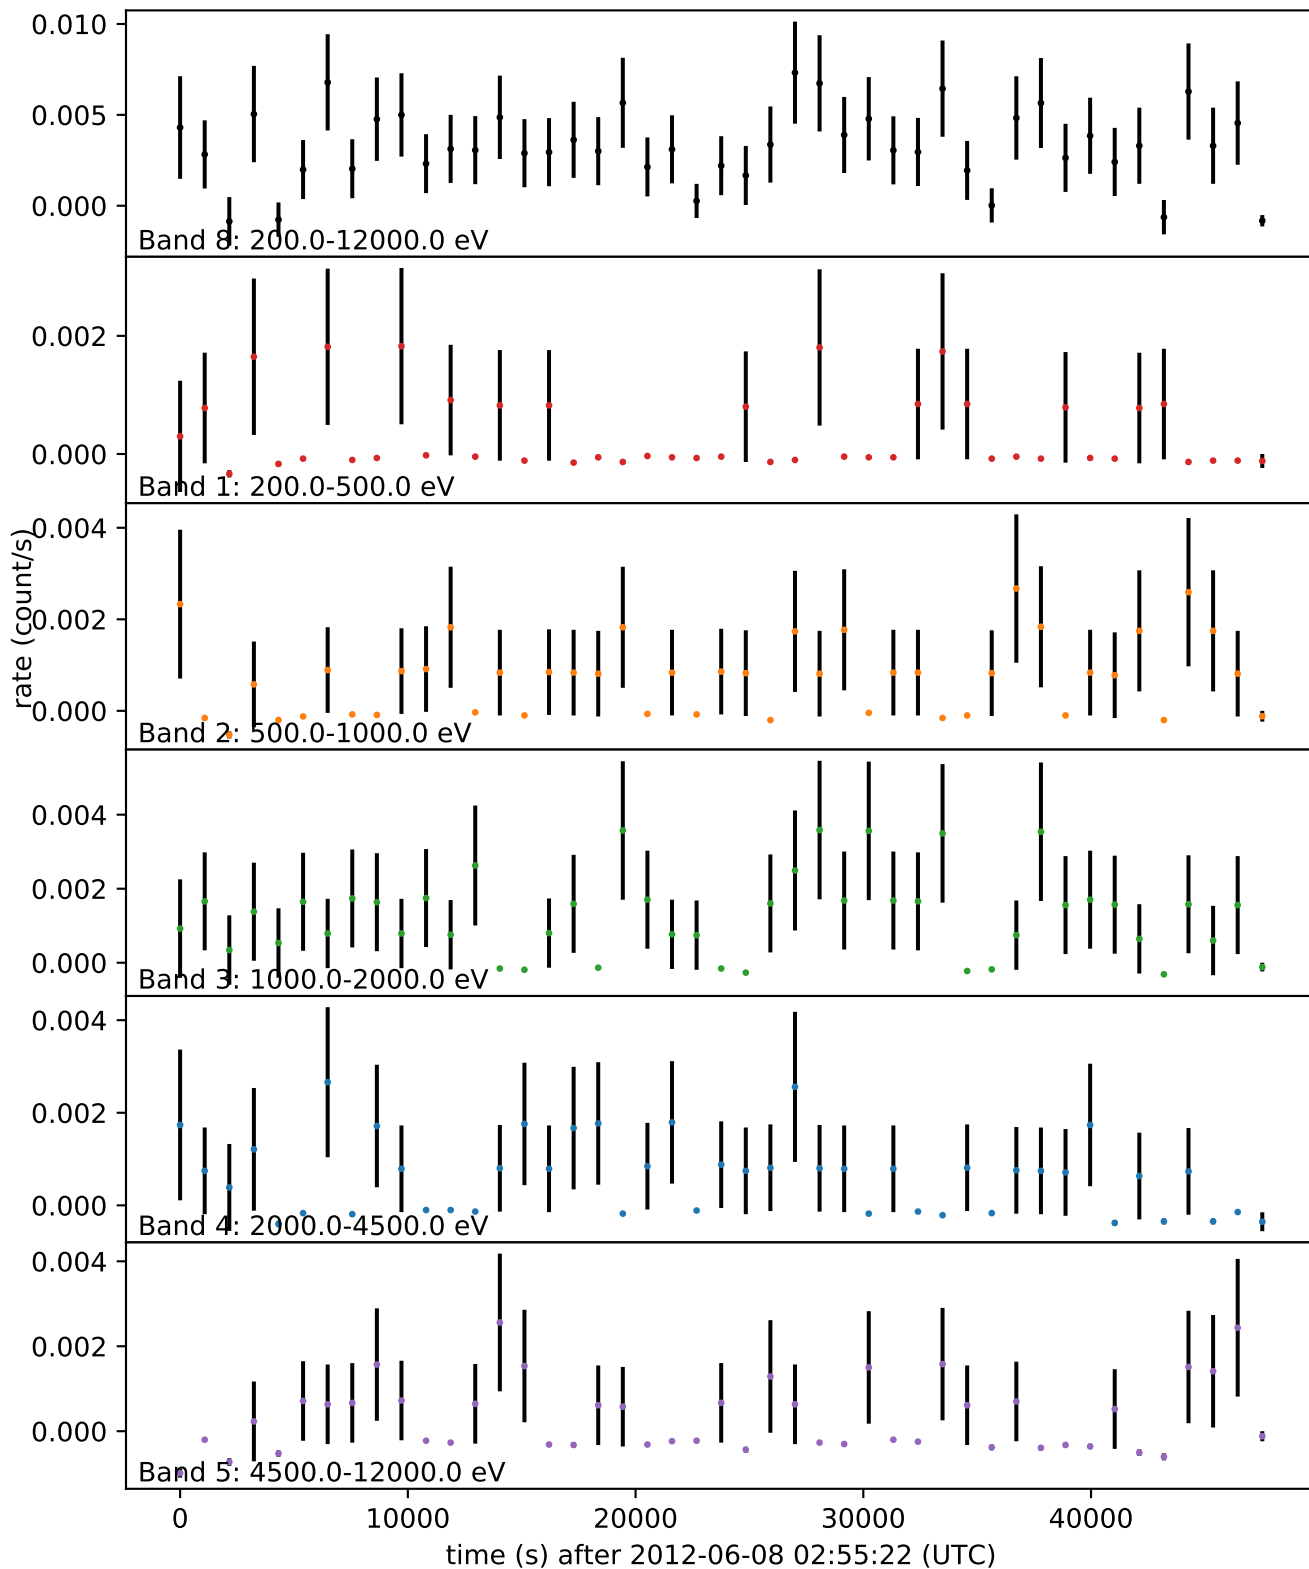 0.010
0.005
0.000
Band 8: 200.0-12000.0 eV
0.002
0.000
Band 1: 200.0-500.0 eV
rate (count/s)
0.004
0.002
0.000
Band 2: 500.0-1000.0 eV
0.004
0.002
0.000
Band 3: 1000.0-2000.0 eV
0.004
0.002
0.000
Band 4: 2000.0-4500.0 eV
0.004
0.002
0.000
Band 5: 4500.0-12000.0 eV
0 10000 20000 30000 40000
time (s) after 2012-06-08 02:55:22 (UTC)